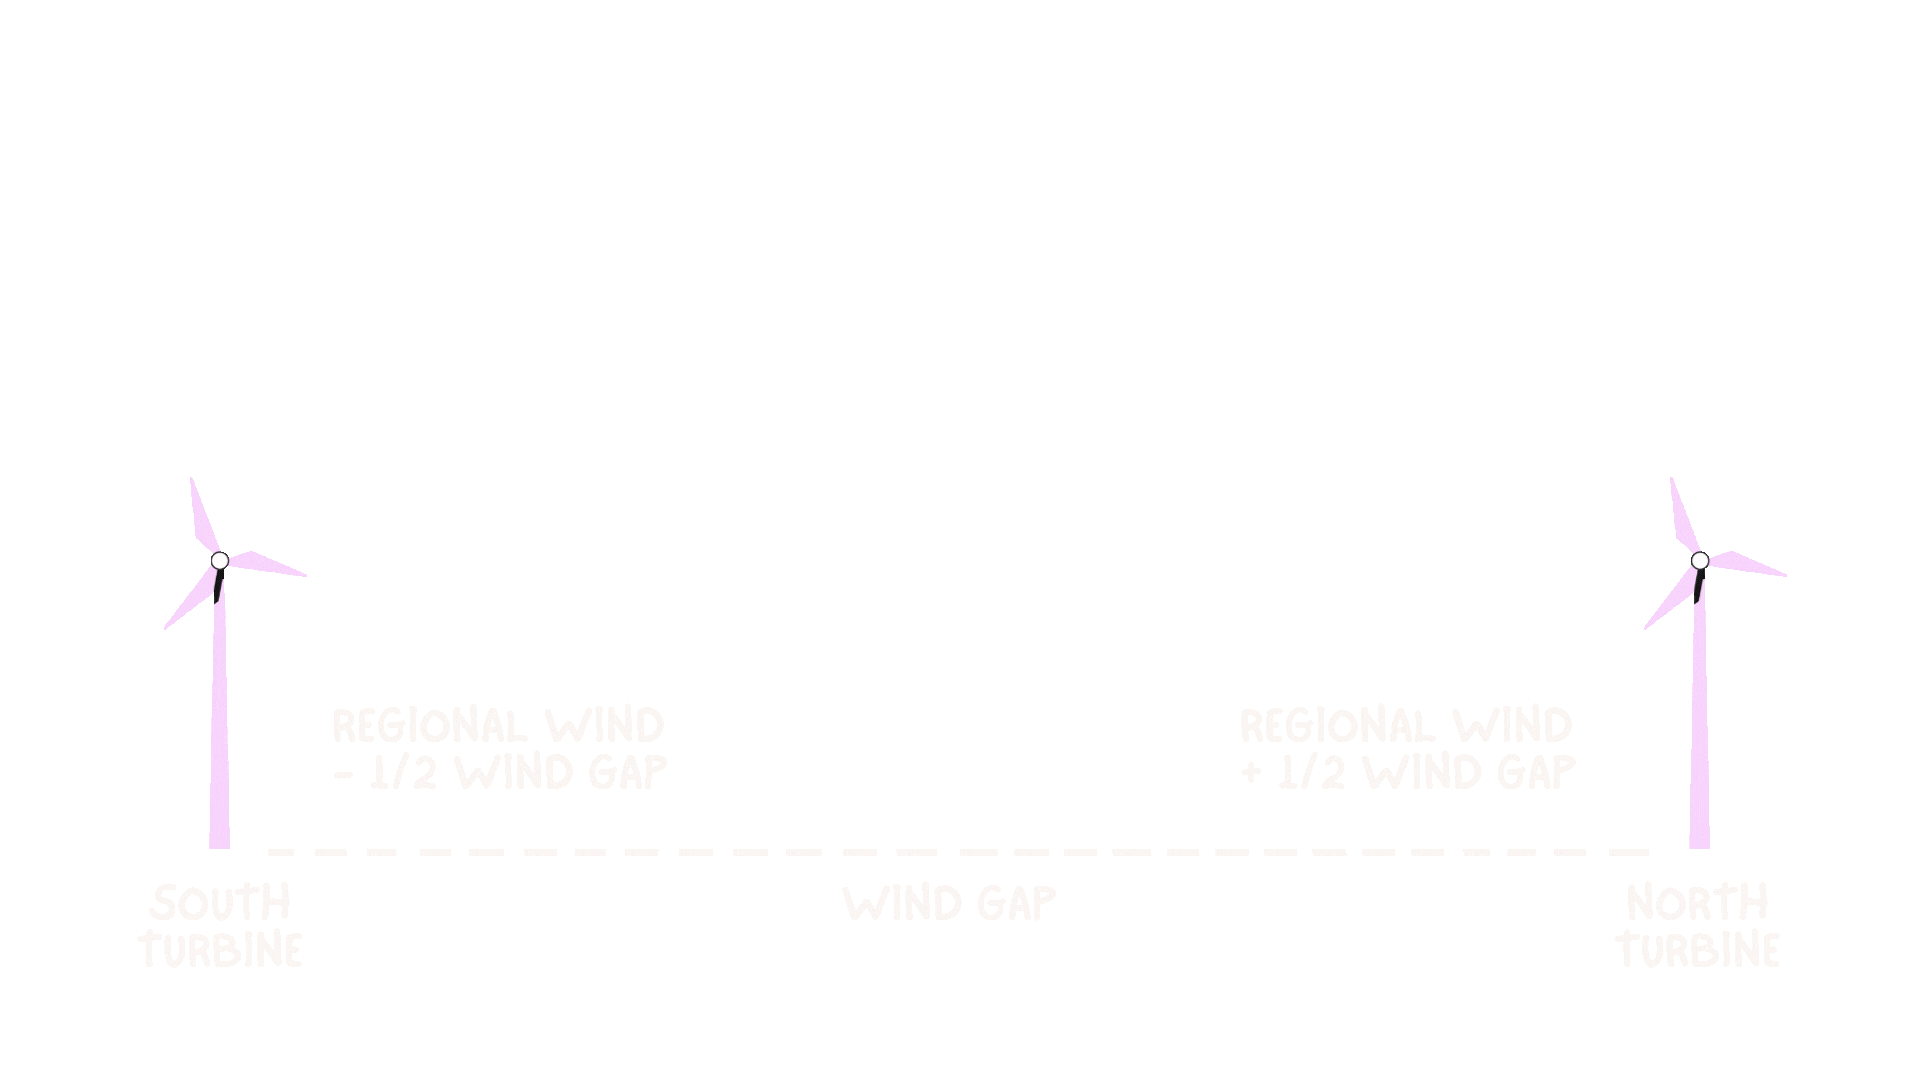 REGIONAL WIND
- 1/2 WIND GAP
REGIONAL WIND
+ 1/2 WIND GAP
SOUTH
TURBINE
WIND GAP
NORTH
TURBINE